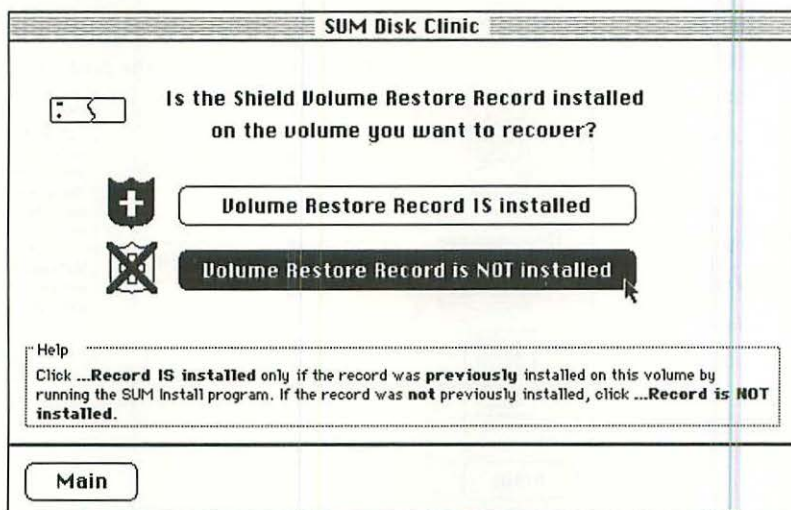 SUM Disk Clinic
Is the Shield Volume Restore Record installed
on the volume you want to recover?
Volume Restore Record IS installed
Volume Restore Record is NOT installed
Help
Click ...Record IS installed only if the record was previously installed on this volume by
running the SUM Install program. If the record was not previously installed, click ...Record is NOT
installed.
Main